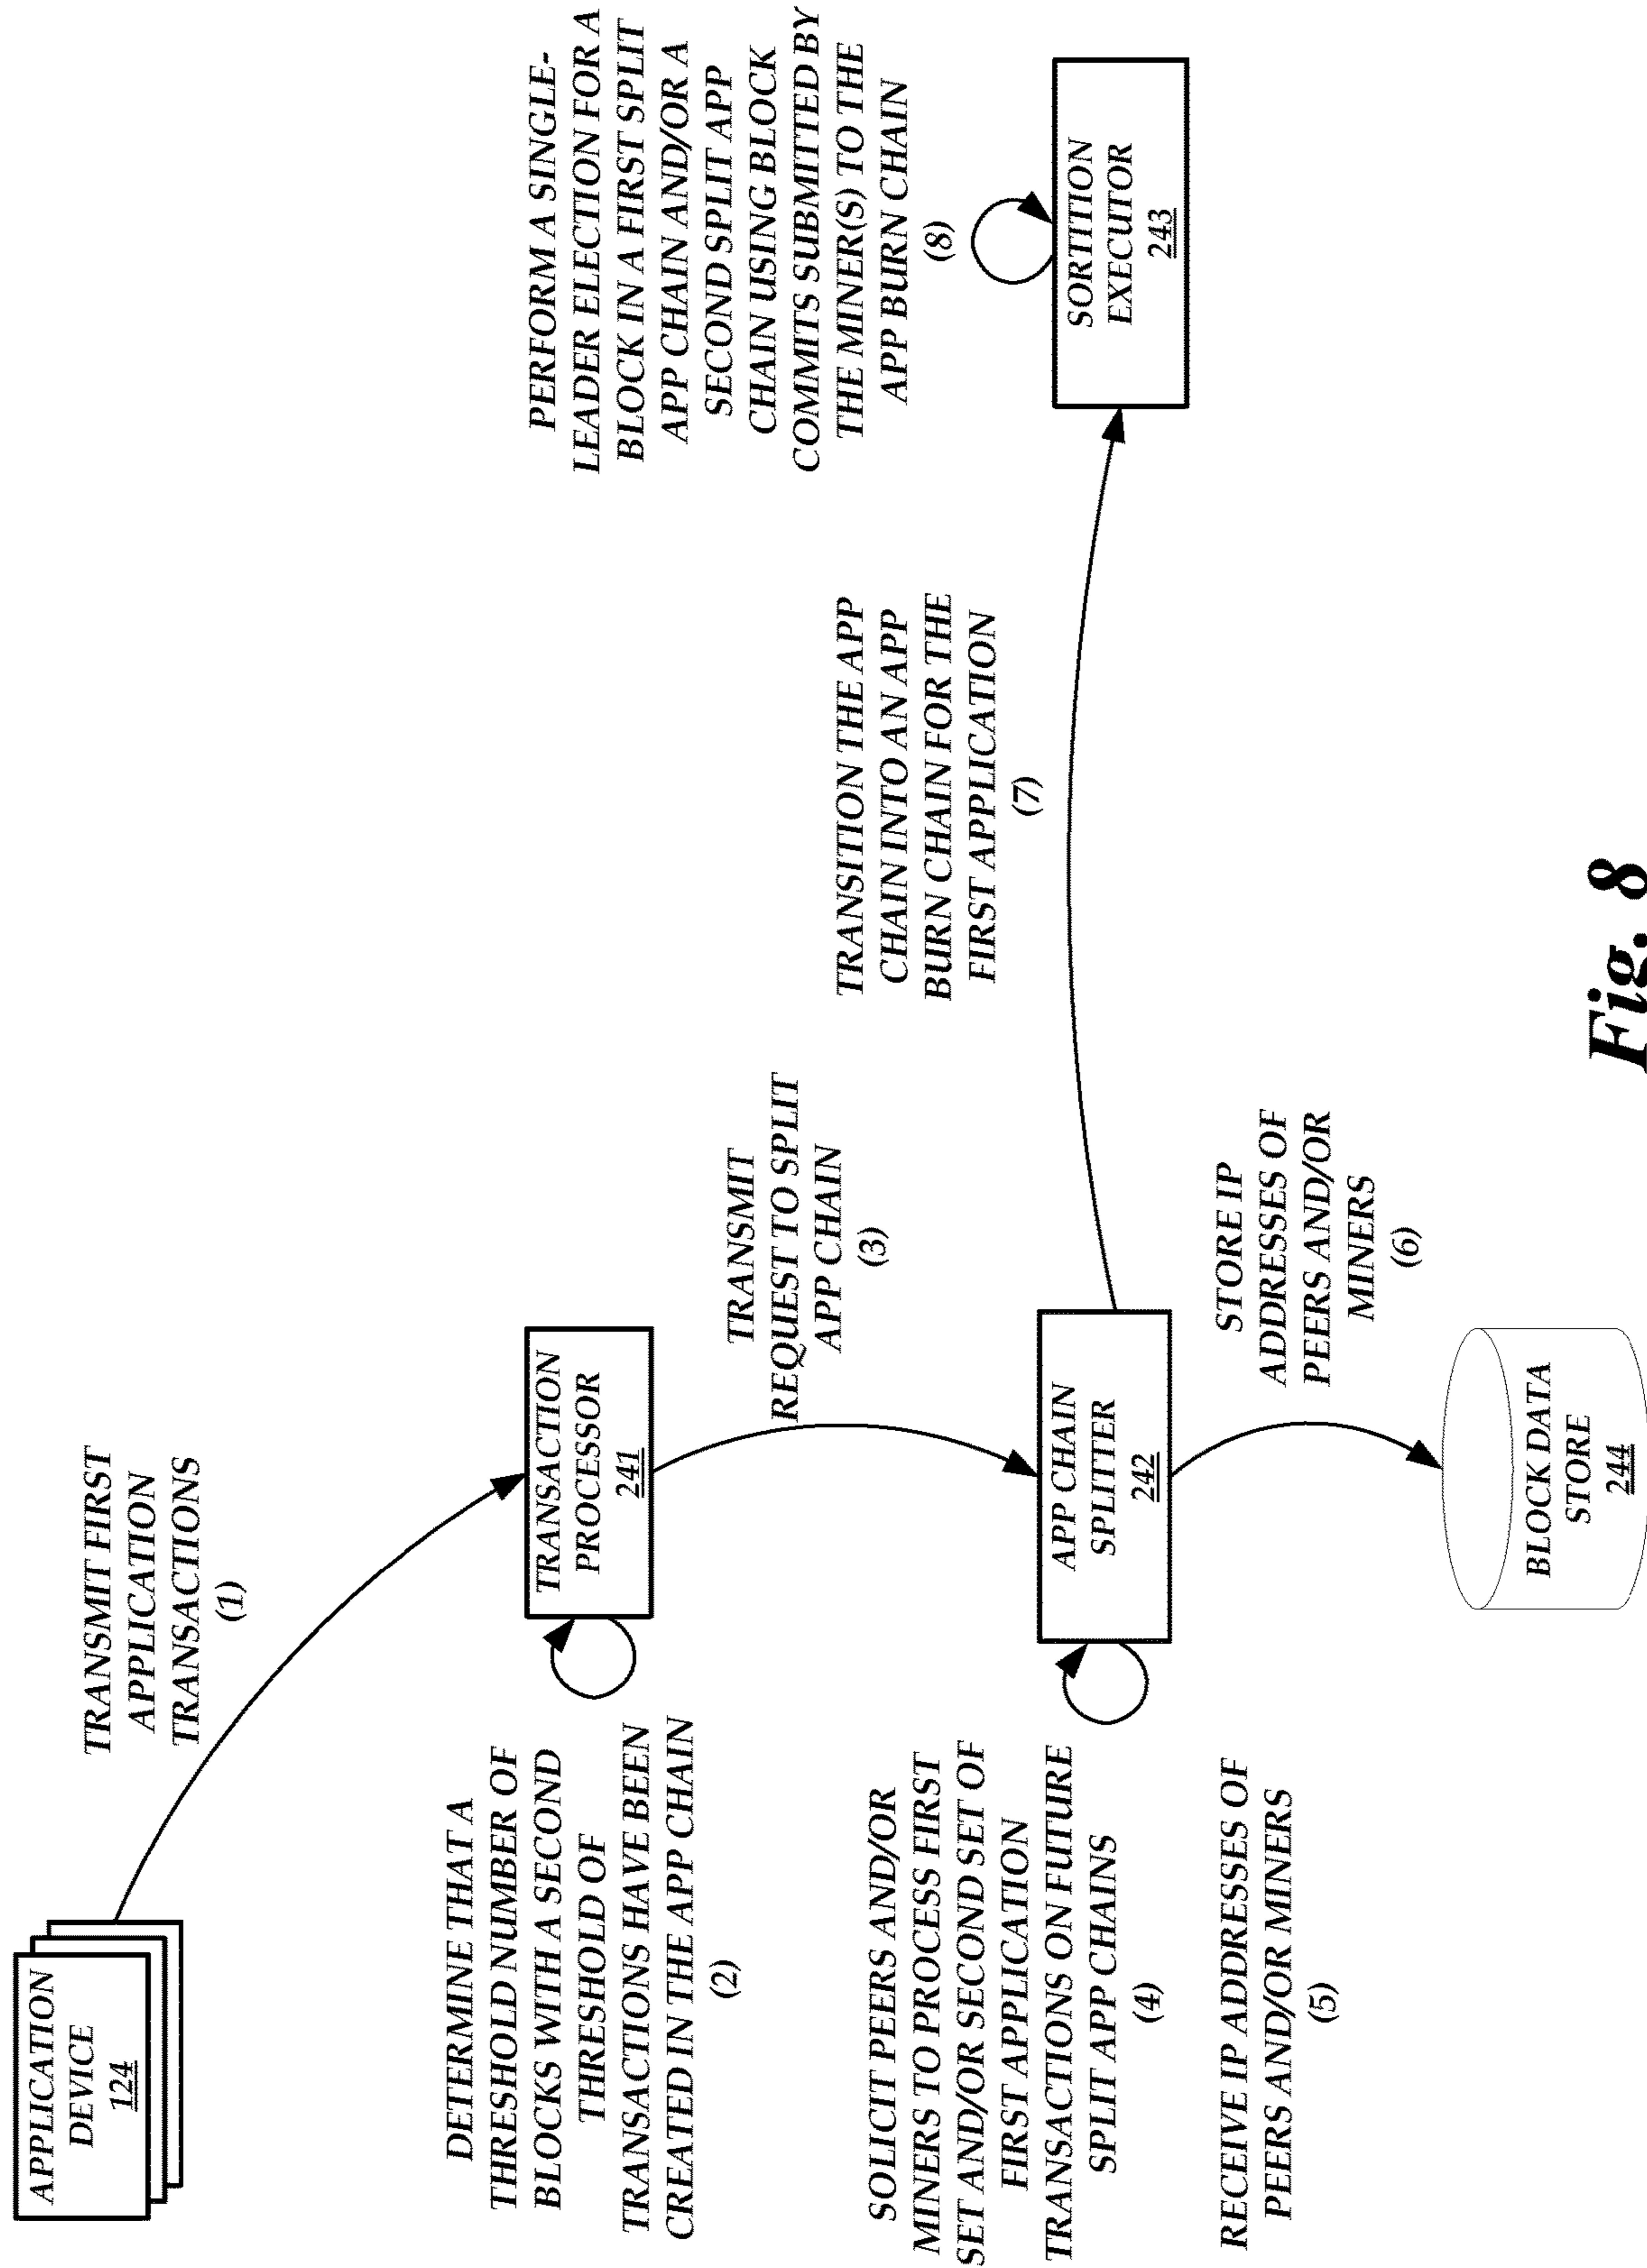 APPLICATION
DEVICE
124
TRANSMIT FIRST
APPLICATION
TRANSACTIONS
(1)
DETERMINE THAT A
THRESHOLD NUMBER OF
BLOCKS WITH A SECOND
THRESHOLD OF
TRANSACTIONS HAVE BEEN
CREATED IN THE APP CHAIN
(2)
TRANSACTION
PROCESSOR
241
TRANSMIT
REQUEST TO SPLIT
APP CHAIN
(3)
SOLICIT PEERS AND/OR
MINERS TO PROCESS FIRST
SET AND/OR SECOND SET OF
FIRST APPLICATION
TRANSACTIONS ON FUTURE
SPLIT APP CHAINS
(4)
RECEIVE IP ADDRESSES OF
PEERS AND/OR MINERS
(5)
APP CHAIN
SPLITTER
242
STORE IP
ADDRESSES OF
PEERS AND/OR
MINERS
(6)
BLOCK DATA
STORE
244
TRANSITION THE APP
CHAIN INTO AN APP
BURN CHAIN FOR THE
FIRST APPLICATION
(7)
PERFORM A SINGLE-
LEADER ELECTION FOR A
BLOCK IN A FIRST SPLIT
APP CHAIN AND/OR A
SECOND SPLIT APP
CHAIN USING BLOCK
COMMITS SUBMITTED BY
THE MINER(S) TO THE
APP BURN CHAIN
(8)
SORTITION
EXECUTOR
243
Fig. 8